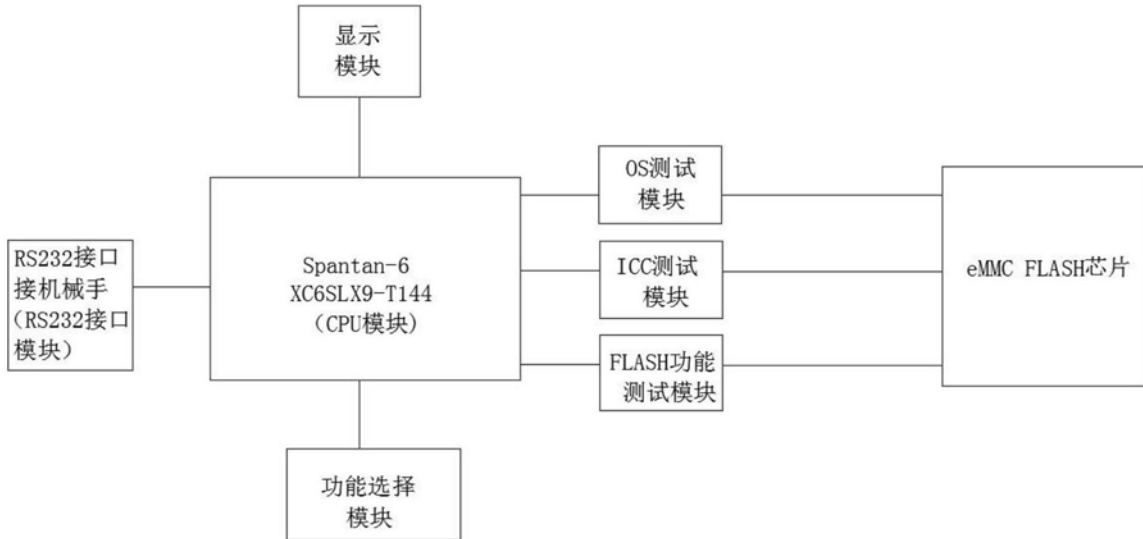 显示
模块
OS测试
模块
RS232接口
接机械手
(RS232接口
模块)
Spantan-6
XC6SLX9-T144
(CPU模块)
ICC测试
模块
eMMC FLASH芯片
FLASH功能
测试模块
功能选择
模块